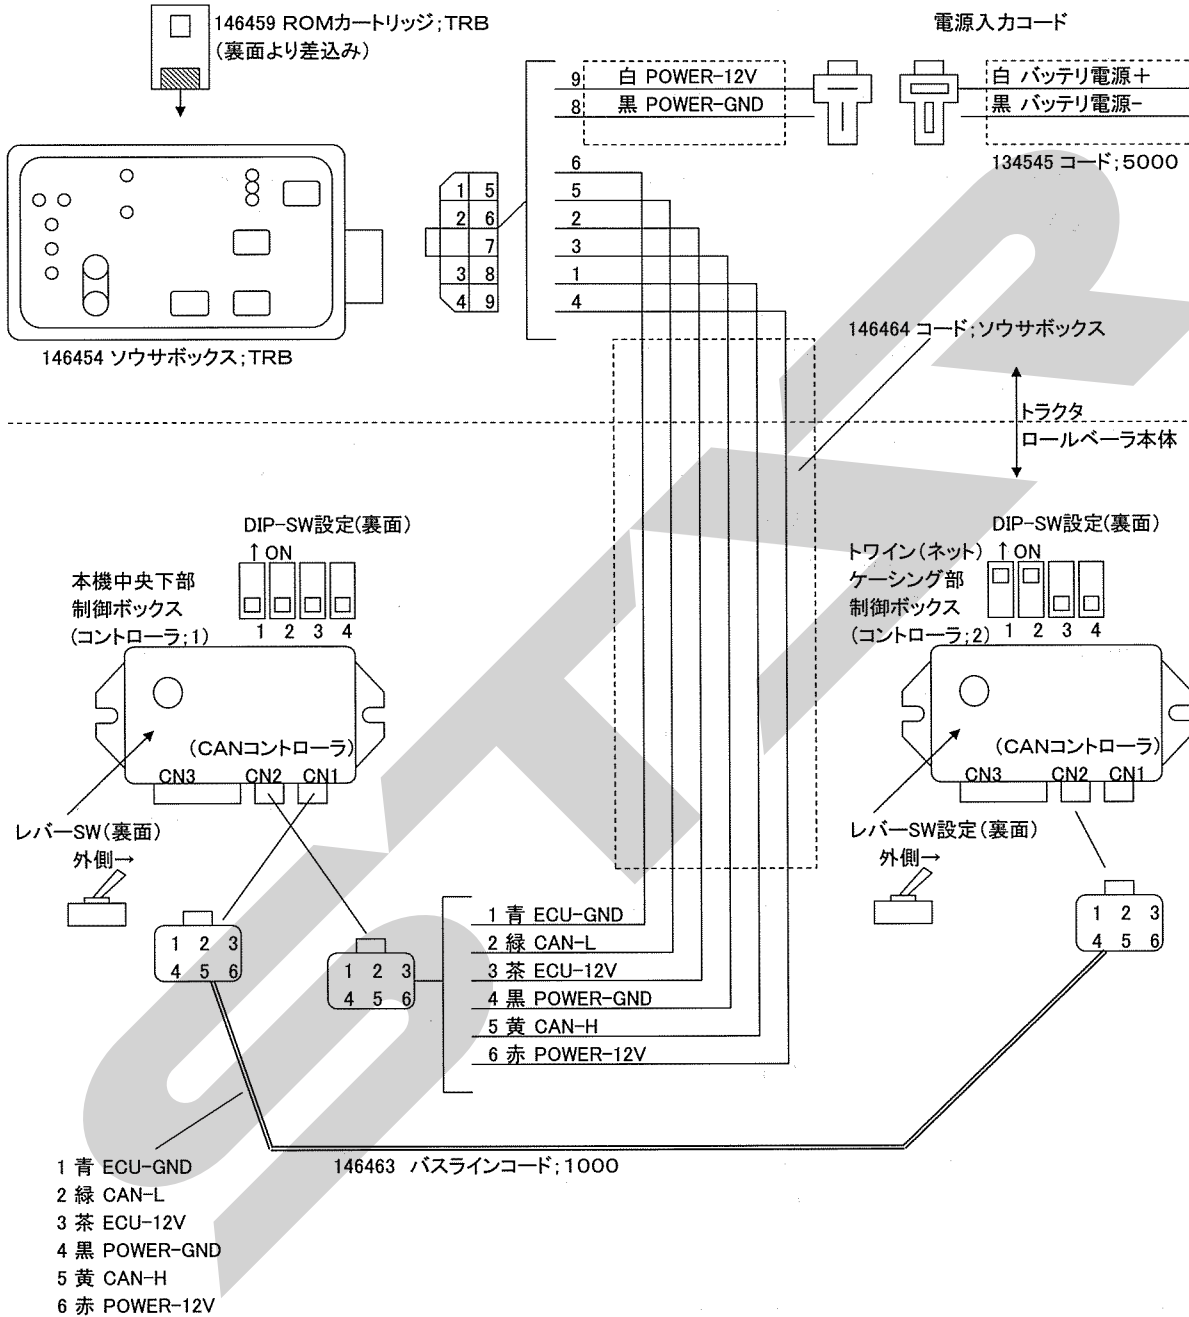 146459 ROMカートリッジ;TRB
(裏面より差込み)
電源入力コード
9 白 POWER-12V
8 黒 POWER-GND
白 バッテリ電源+
黒 バッテリ電源-
134545 コード;5000
6
5
2
3
1
4
1 5
2 6
7
3 8
4 9
146454 ソウサボックス;TRB
146464 コード;ソウサボックス
トラクタ
ロールベーラ本体
DIP-SW設定(裏面)
↑ ON
1 2 3 4
本機中央下部
制御ボックス
(コントローラ;1)
(CANコントローラ)
CN3 CN2 CN1
レバーSW(裏面)
外側→
DIP-SW設定(裏面)
↑ ON
1 2 3 4
トワイン(ネット)
ケーシング部
制御ボックス
(コントローラ;2)
(CANコントローラ)
CN3 CN2 CN1
レバーSW設定(裏面)
外側→
1 2 3
4 5 6
1 2 3
4 5 6
1 2 3
4 5 6
1 青 ECU-GND
2 緑 CAN-L
3 茶 ECU-12V
4 黒 POWER-GND
5 黄 CAN-H
6 赤 POWER-12V
146463 バスラインコード;1000
1 青 ECU-GND
2 緑 CAN-L
3 茶 ECU-12V
4 黒 POWER-GND
5 黄 CAN-H
6 赤 POWER-12V
STAR